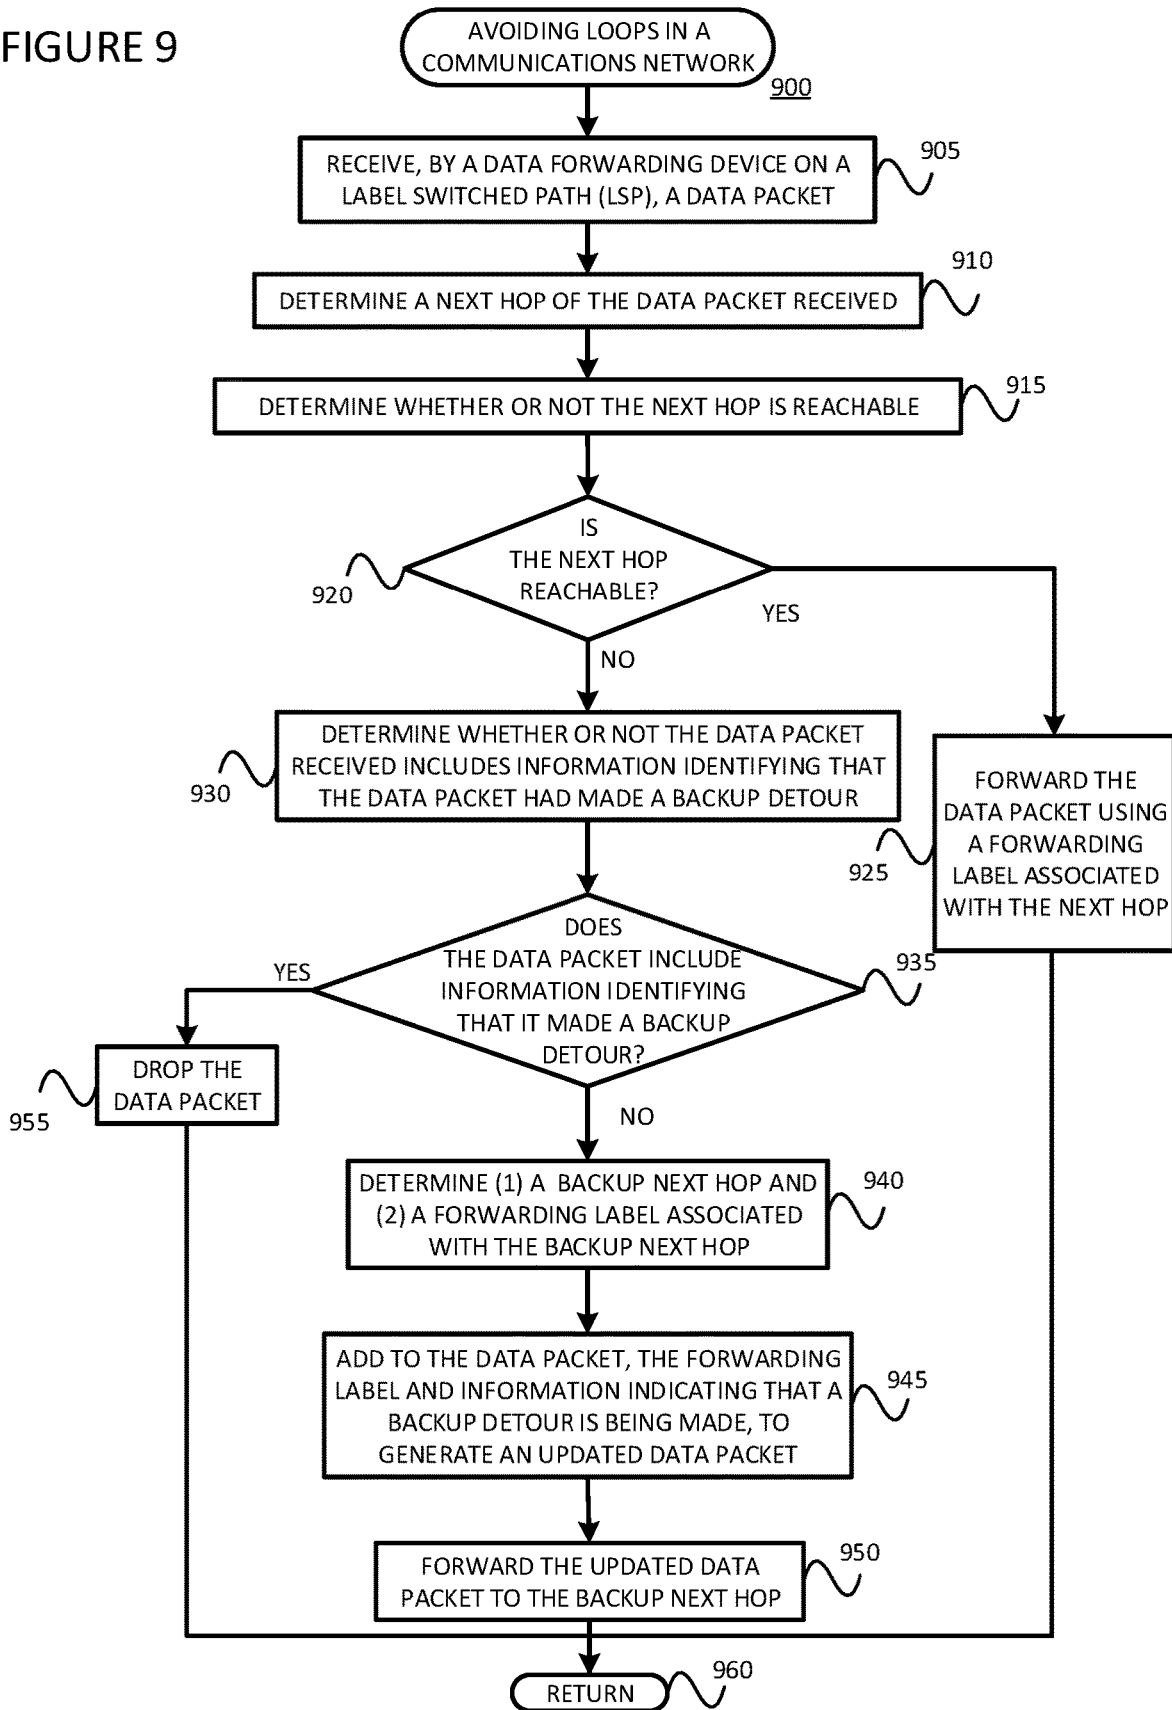 FIGURE 9
AVOIDING LOOPS IN A
COMMUNICATIONS NETWORK
900
RECEIVE, BY A DATA FORWARDING DEVICE ON A
LABEL SWITCHED PATH (LSP), A DATA PACKET
905
DETERMINE A NEXT HOP OF THE DATA PACKET RECEIVED
910
DETERMINE WHETHER OR NOT THE NEXT HOP IS REACHABLE
915
IS
THE NEXT HOP
REACHABLE?
920
YES
NO
DETERMINE WHETHER OR NOT THE DATA PACKET
RECEIVED INCLUDES INFORMATION IDENTIFYING THAT
THE DATA PACKET HAD MADE A BACKUP DETOUR
930
FORWARD THE
DATA PACKET USING
A FORWARDING
LABEL ASSOCIATED
WITH THE NEXT HOP
925
DOES
THE DATA PACKET INCLUDE
INFORMATION IDENTIFYING
THAT IT MADE A BACKUP
DETOUR?
935
YES
DROP THE
DATA PACKET
955
NO
DETERMINE (1) A BACKUP NEXT HOP AND
(2) A FORWARDING LABEL ASSOCIATED
WITH THE BACKUP NEXT HOP
940
ADD TO THE DATA PACKET, THE FORWARDING
LABEL AND INFORMATION INDICATING THAT A
BACKUP DETOUR IS BEING MADE, TO
GENERATE AN UPDATED DATA PACKET
945
FORWARD THE UPDATED DATA
PACKET TO THE BACKUP NEXT HOP
950
RETURN
960